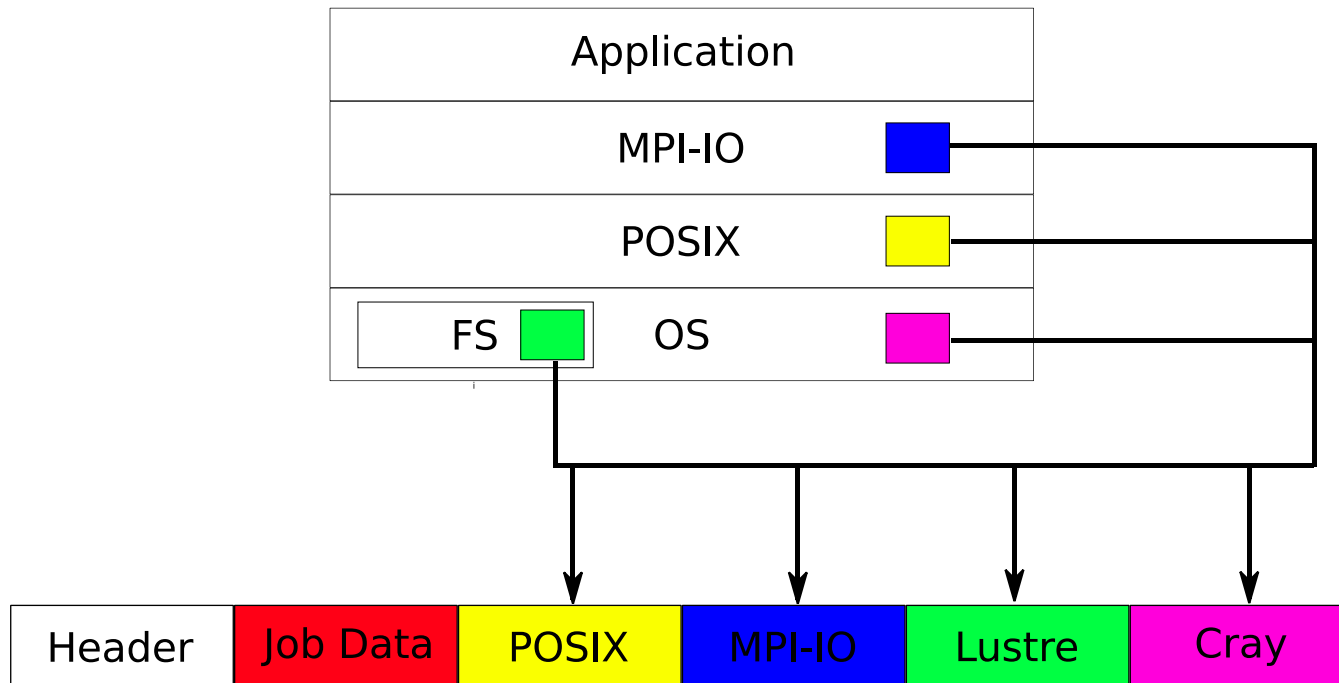 Application
MPI-IO
POSIX
FS OS
Header Job Data POSIX MPI-IO Lustre Cray